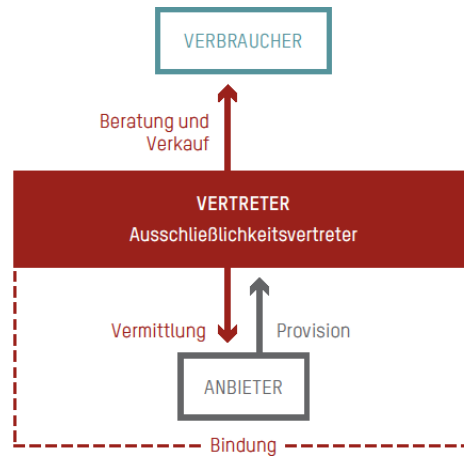 VERBRAUCHER
Beratung und
Verkauf
VERTRETER
Ausschließlichkeitsvertreter
Vermittlung
Provision
ANBIETER
Bindung